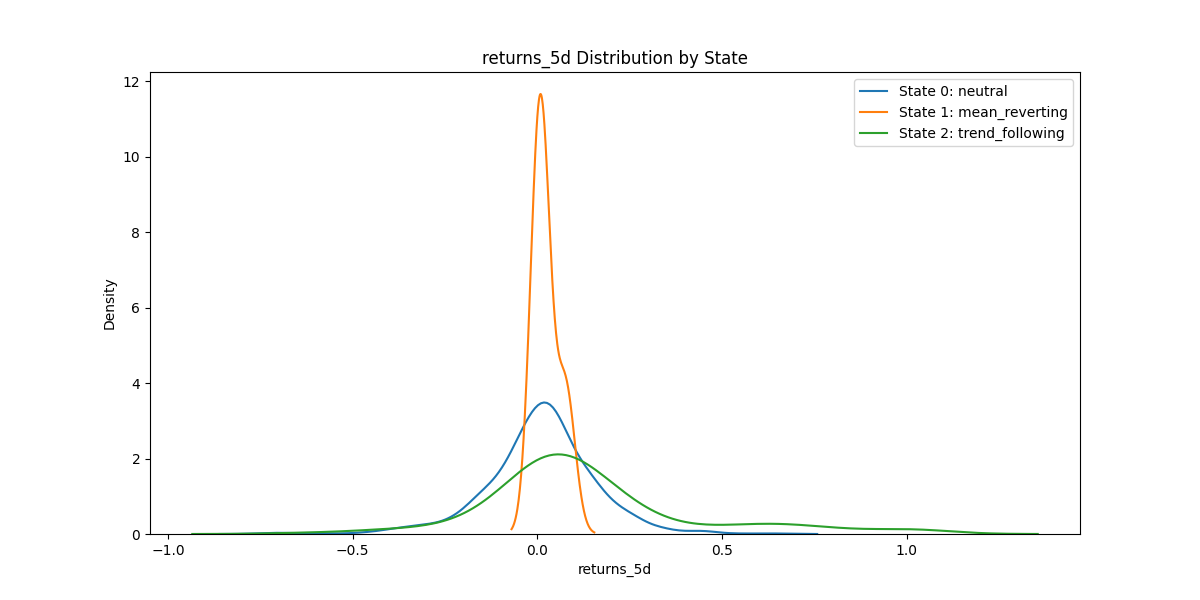 returns_5d Distribution by State
12
10
8
6
4
2
0
Density
State 0: neutral
State 1: mean_reverting
State 2: trend_following
−1.0
−0.5
0.0
0.5
1.0
returns_5d